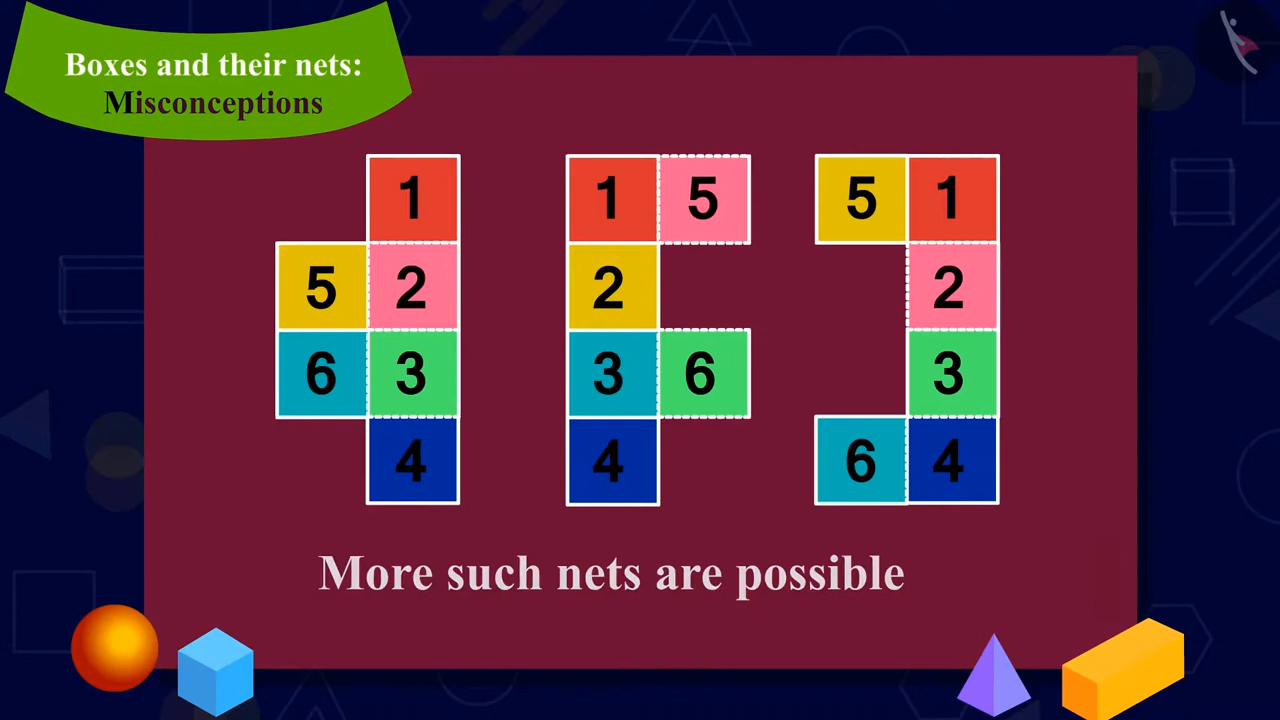 Boxes and their nets:
Misconceptions
1 1 5 5 1
5 2 2 2
6 3 3 6 3
4 4 6 4
More such nets are possible